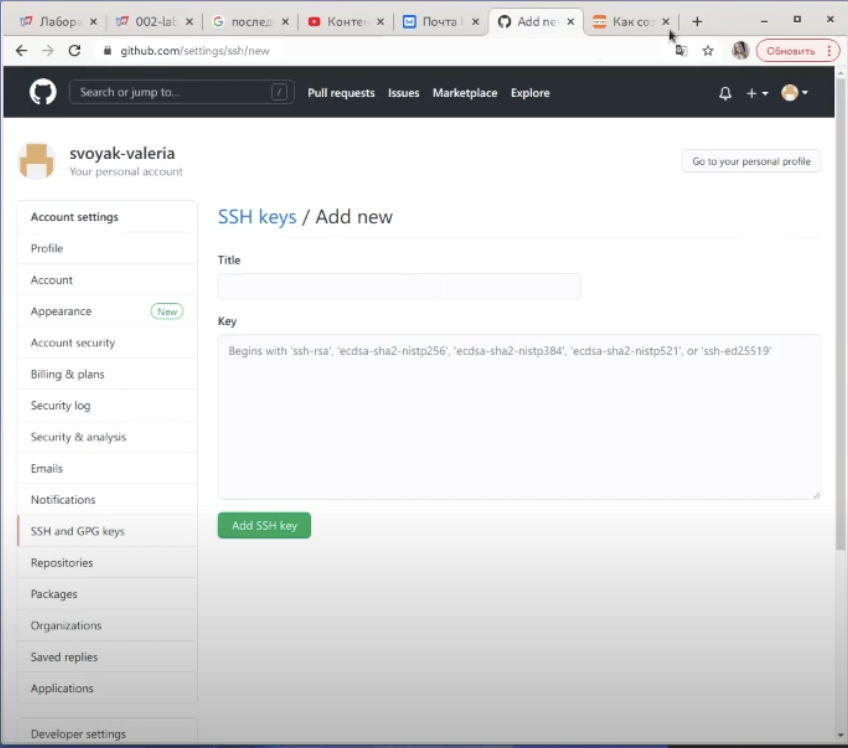 Лабора
002-lab
послед
Контен
Почта
Add ne
Как со
github.com/settings/ssh/new
Обновить
Search or jump to...
/
Pull requests
Issues
Marketplace
Explore
svoyak-valeria
Your personal account
Go to your personal profile
Account settings
Profile
Account
Appearance
New
Account security
Billing & plans
Security log
Security & analysis
Emails
Notifications
SSH and GPG keys
Repositories
Packages
Organizations
Saved replies
Applications
Developer settings
SSH keys / Add new
Title
Key
Begins with 'ssh-rsa', 'ecdsa-sha2-nistp256', 'ecdsa-sha2-nistp384', 'ecdsa-sha2-nistp521', or 'ssh-ed25519'
Add SSH key